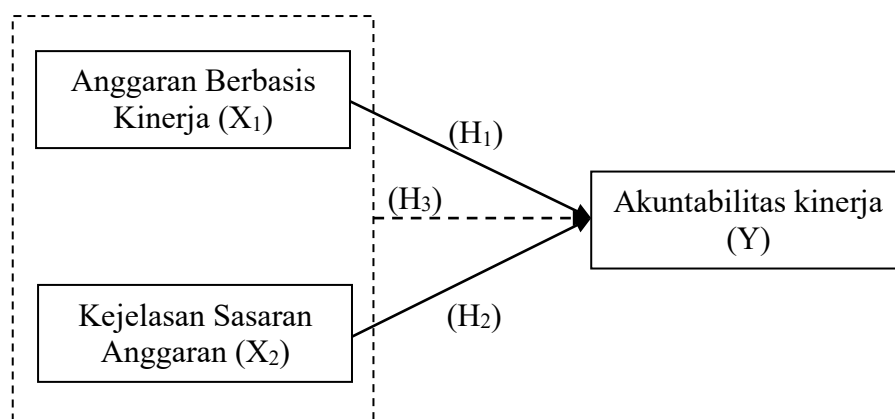 Anggaran Berbasis
Kinerja (X₁)
(H₁)
(H₃)
Akuntabilitas kinerja
(Y)
Kejelasan Sasaran
Anggaran (X₂)
(H₂)